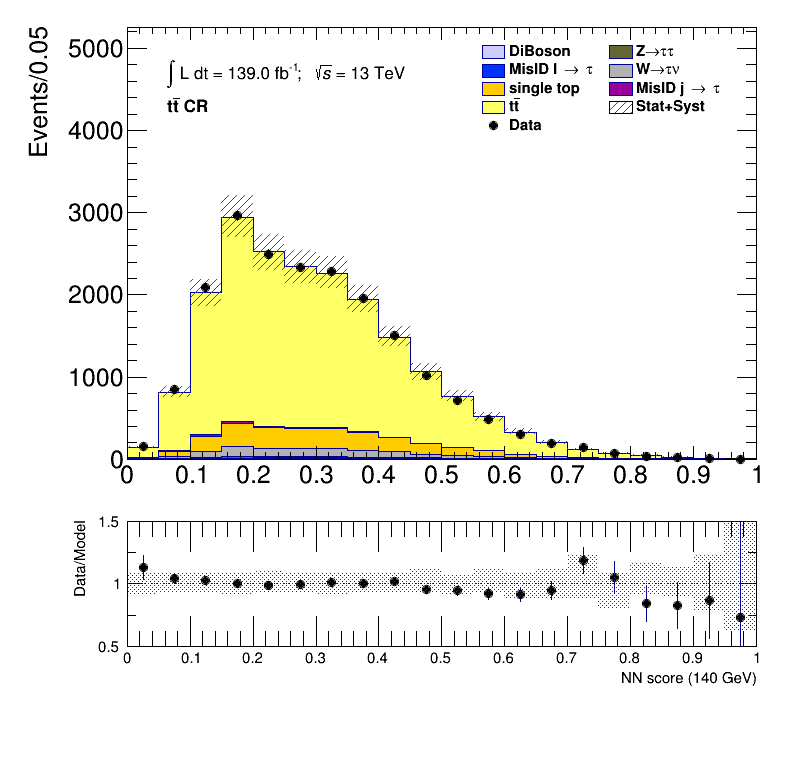 Events/0.05
5000
4000
3000
2000
1000
0
∫ L dt = 139.0 fb⁻¹; √s = 13 TeV
tt̄ CR
DiBoson
MisID l → τ
single top
tt̄
Data
Z→ττ
W→τν
MisID j → τ
Stat+Syst
0 0.1 0.2 0.3 0.4 0.5 0.6 0.7 0.8 0.9 1
Data/Model
1.5
1
0.5
0 0.1 0.2 0.3 0.4 0.5 0.6 0.7 0.8 0.9 1
NN score (140 GeV)